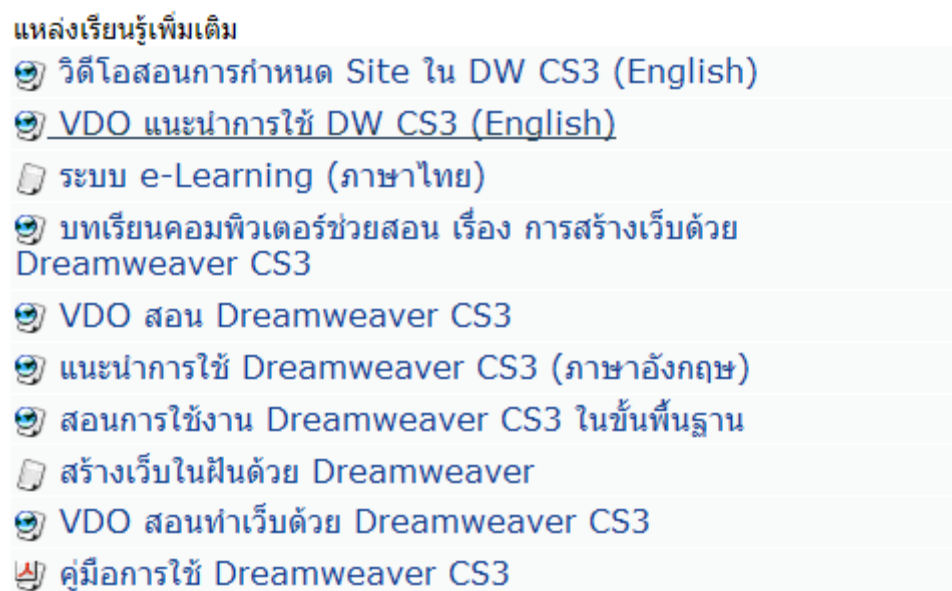 แหล่งเรียนรู้เพิ่มเติม
วิดีโอสอนการกำหนด Site ใน DW CS3 (English)
VDO แนะนำการใช้ DW CS3 (English)
ระบบ e-Learning (ภาษาไทย)
บทเรียนคอมพิวเตอร์ช่วยสอน เรื่อง การสร้างเว็บด้วย
Dreamweaver CS3
VDO สอน Dreamweaver CS3
แนะนำการใช้ Dreamweaver CS3 (ภาษาอังกฤษ)
สอนการใช้งาน Dreamweaver CS3 ในขั้นพื้นฐาน
สร้างเว็บในฝันด้วย Dreamweaver
VDO สอนทำเว็บด้วย Dreamweaver CS3
คู่มือการใช้ Dreamweaver CS3